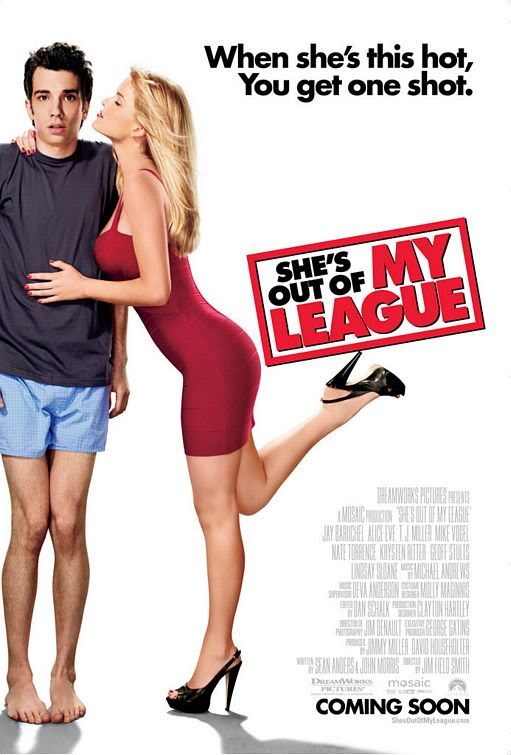 When she's this hot,
You get one shot.
SHE'S
OUT OF MY
LEAGUE
DREAMWORKS PICTURES PRESENTS
A MOSAIC PRODUCTION "SHE'S OUT OF MY LEAGUE"
JAY BARUCHEL ALICE EVE T.J. MILLER MIKE VOGEL
NATE TORRENCE KRYSTEN RITTER GEOFF STULTS
LINDSAY SLOANE MUSIC BY MICHAEL ANDREWS
MUSIC SUPERVISOR DEVA ANDERSON COSTUME DESIGNER MOLLY MAGINNIS
EDITED BY DAN SCHALK PRODUCTION DESIGNER CLAYTON HARTLEY
DIRECTOR OF PHOTOGRAPHY JIM DENAULT EXECUTIVE PRODUCER GEORGE GATINS
PRODUCED BY JIMMY MILLER DAVID HOUSEHOLTER
WRITTEN BY SEAN ANDERS & JOHN MORRIS DIRECTED BY JIM FIELD SMITH
DREAMWORKS
PICTURES
mosaic
COMING SOON
ShesOutOfMyLeague.com